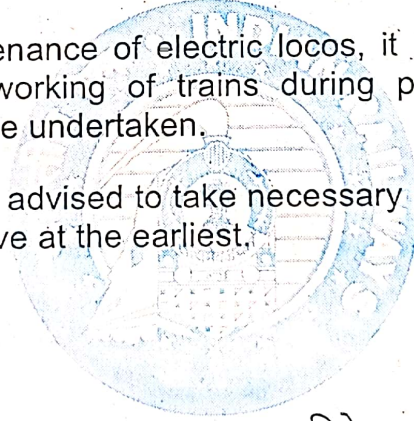 enance of electric locos, it
working of trains during p
e undertaken.
advised to take necessary
ve at the earliest.